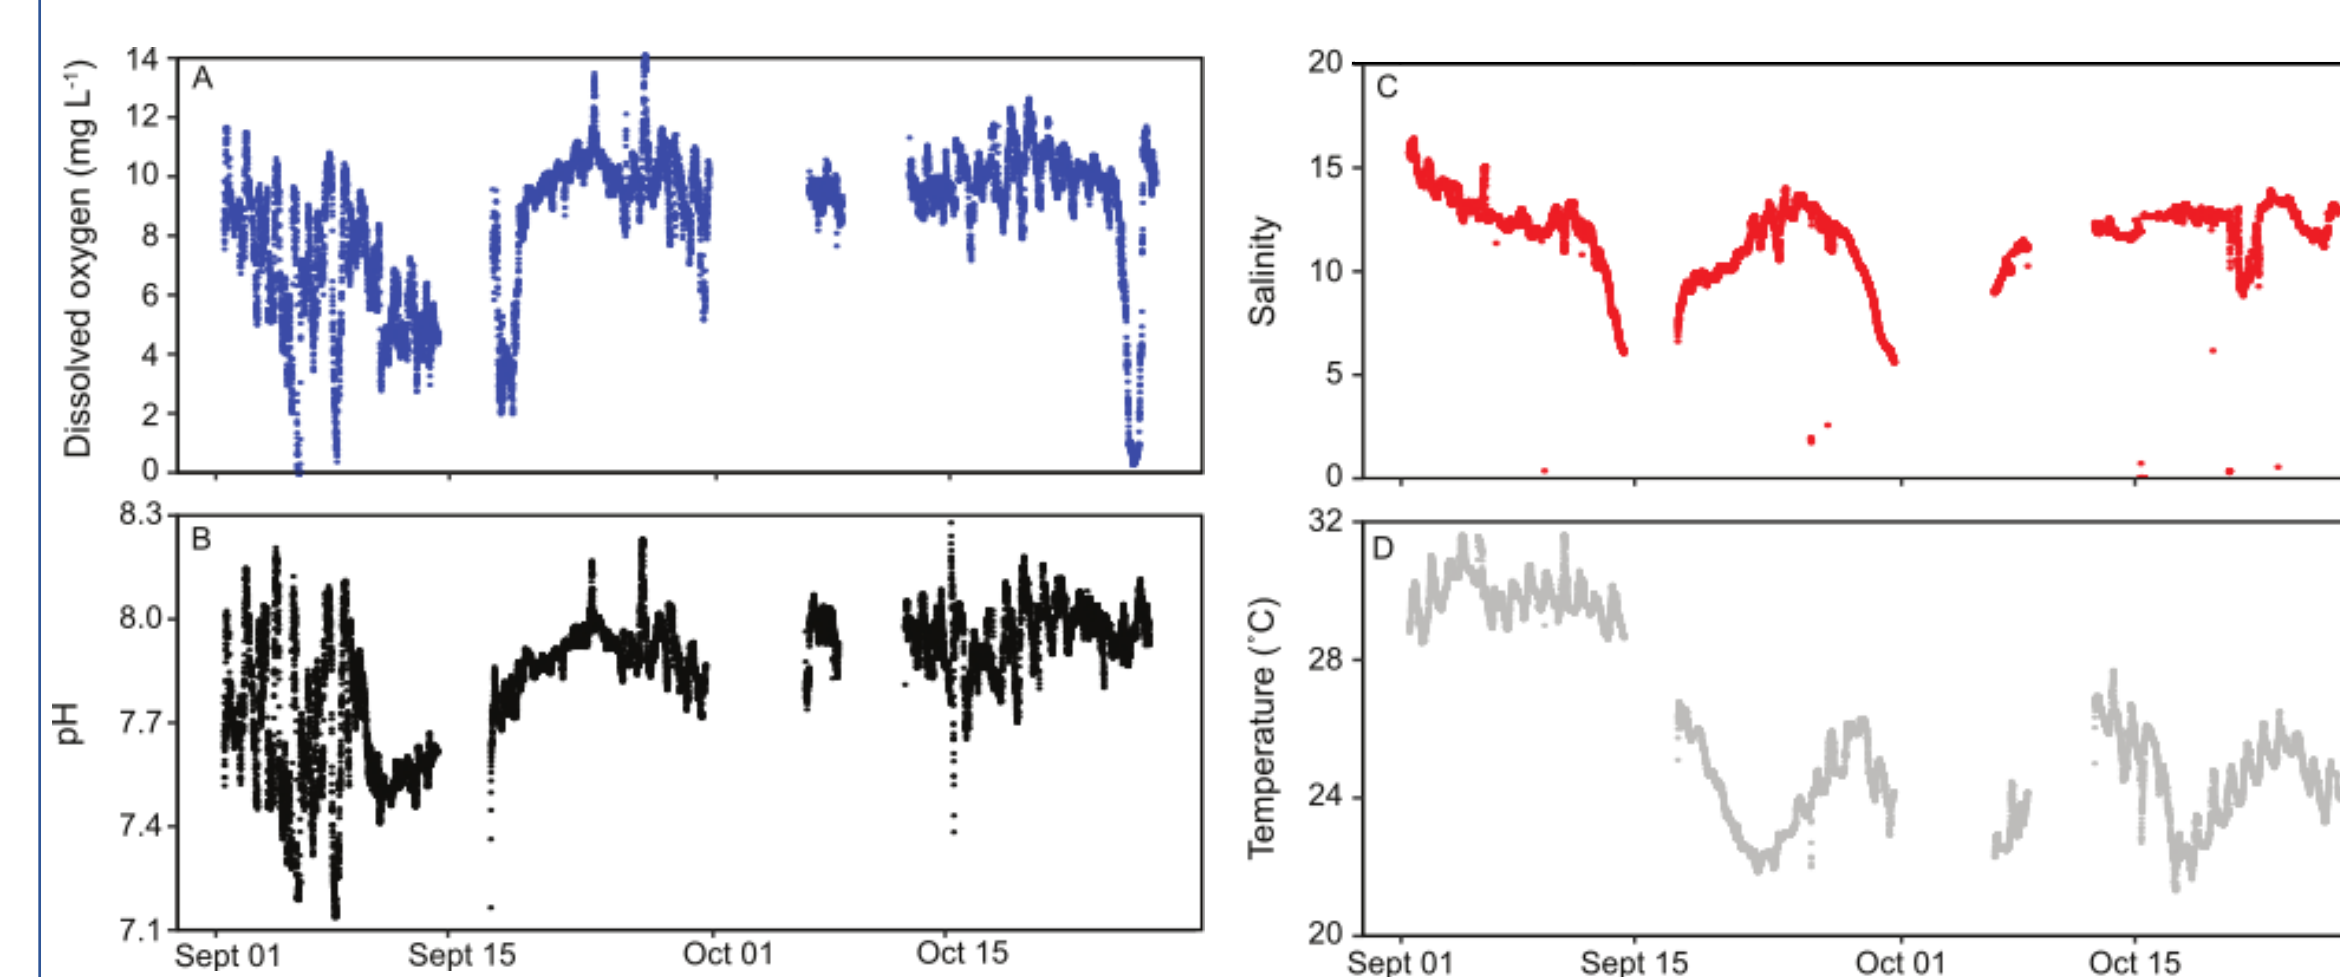 A
Dissolved oxygen (mg L⁻¹)
14
12
10
8
6
4
2
0
B
pH
8.3
8.0
7.7
7.4
7.1
Sept 01
Sept 15
Oct 01
Oct 15
C
Salinity
20
15
10
5
0
D
Temperature (˚C)
32
28
24
20
Sept 01
Sept 15
Oct 01
Oct 15